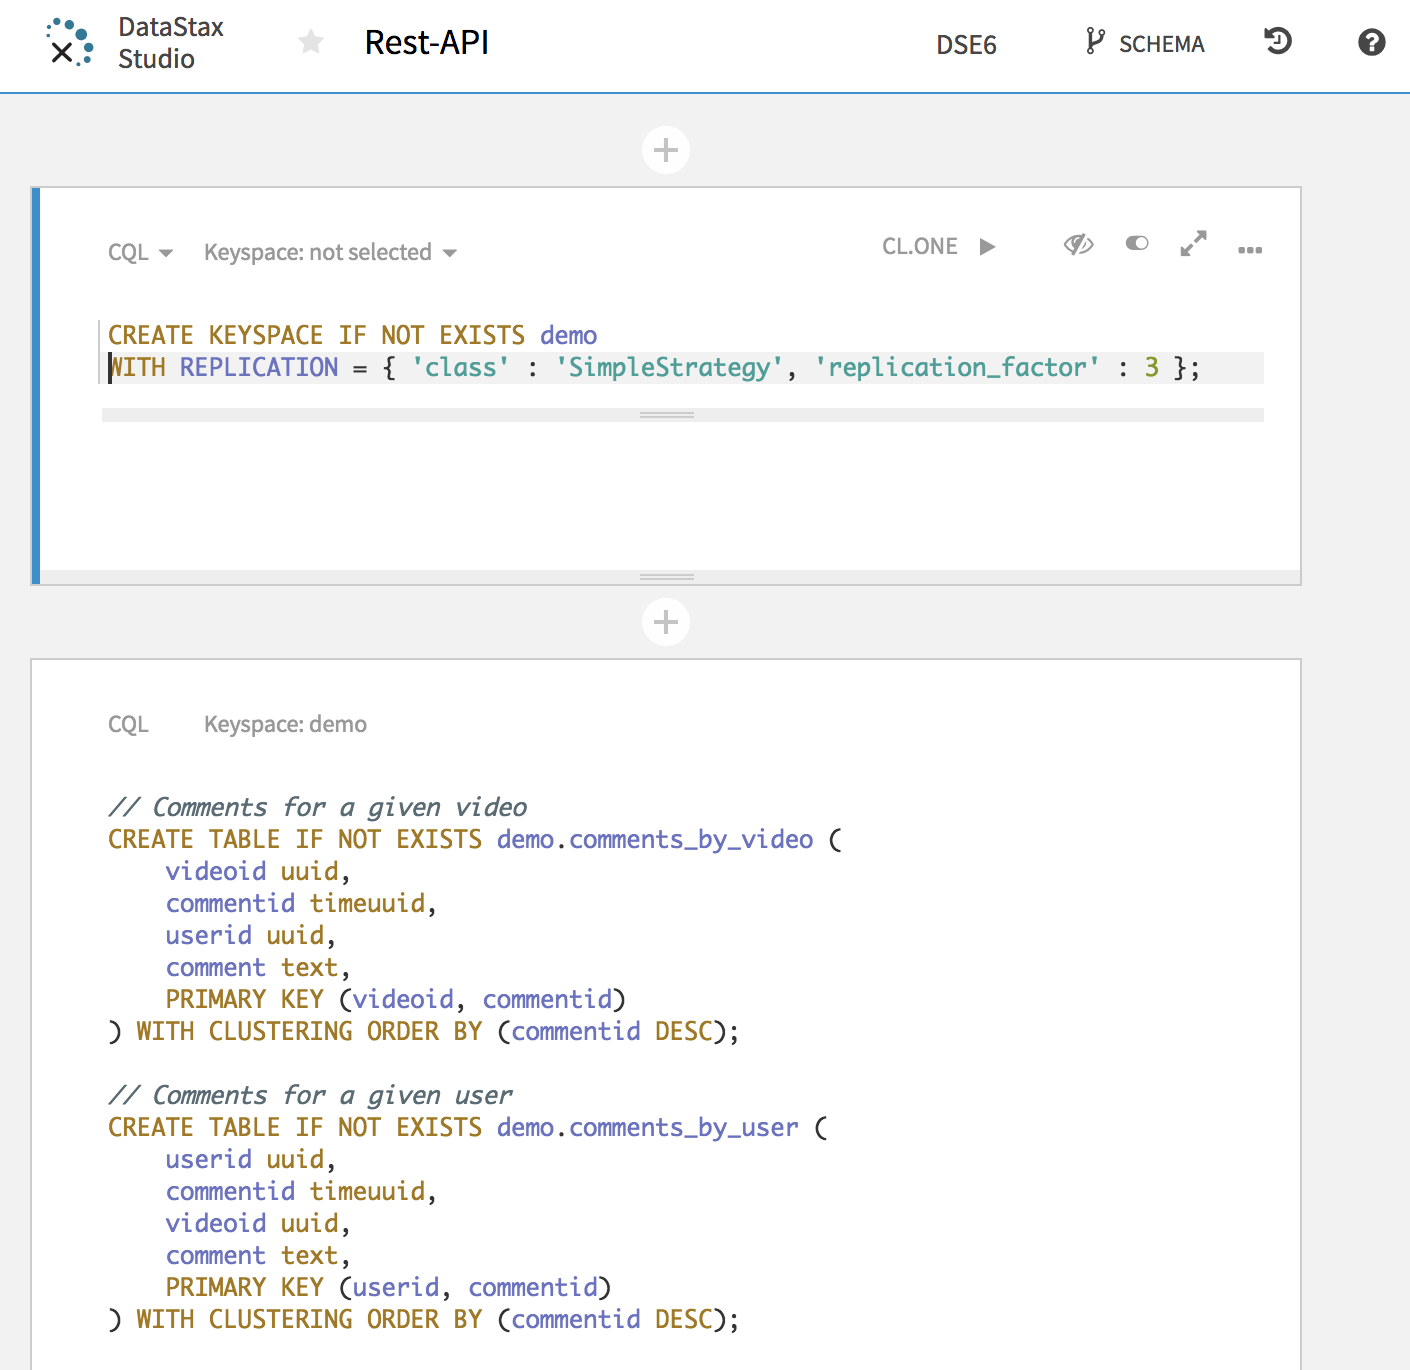 DataStax
Studio
Rest-API
DSE6
SCHEMA
CQL
Keyspace: not selected
CL.ONE
CREATE KEYSPACE IF NOT EXISTS demo
WITH REPLICATION = { 'class' : 'SimpleStrategy', 'replication_factor' : 3 };
CQL
Keyspace: demo
// Comments for a given video
CREATE TABLE IF NOT EXISTS demo.comments_by_video (
    videoid uuid,
    commentid timeuuid,
    userid uuid,
    comment text,
    PRIMARY KEY (videoid, commentid)
) WITH CLUSTERING ORDER BY (commentid DESC);
// Comments for a given user
CREATE TABLE IF NOT EXISTS demo.comments_by_user (
    userid uuid,
    commentid timeuuid,
    videoid uuid,
    comment text,
    PRIMARY KEY (userid, commentid)
) WITH CLUSTERING ORDER BY (commentid DESC);